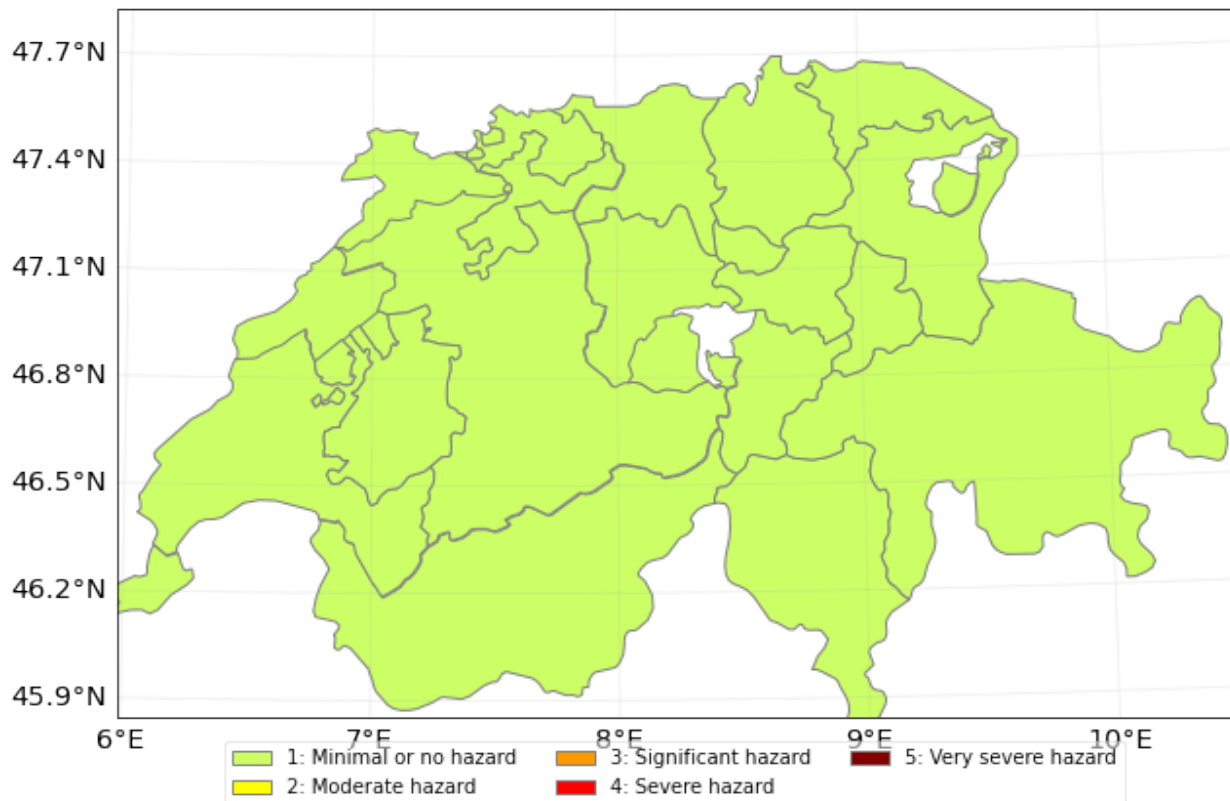 47.7°N
47.4°N
47.1°N
46.8°N
46.5°N
46.2°N
45.9°N
6°E 7°E 8°E 9°E 10°E
1: Minimal or no hazard 3: Significant hazard 5: Very severe hazard
2: Moderate hazard 4: Severe hazard